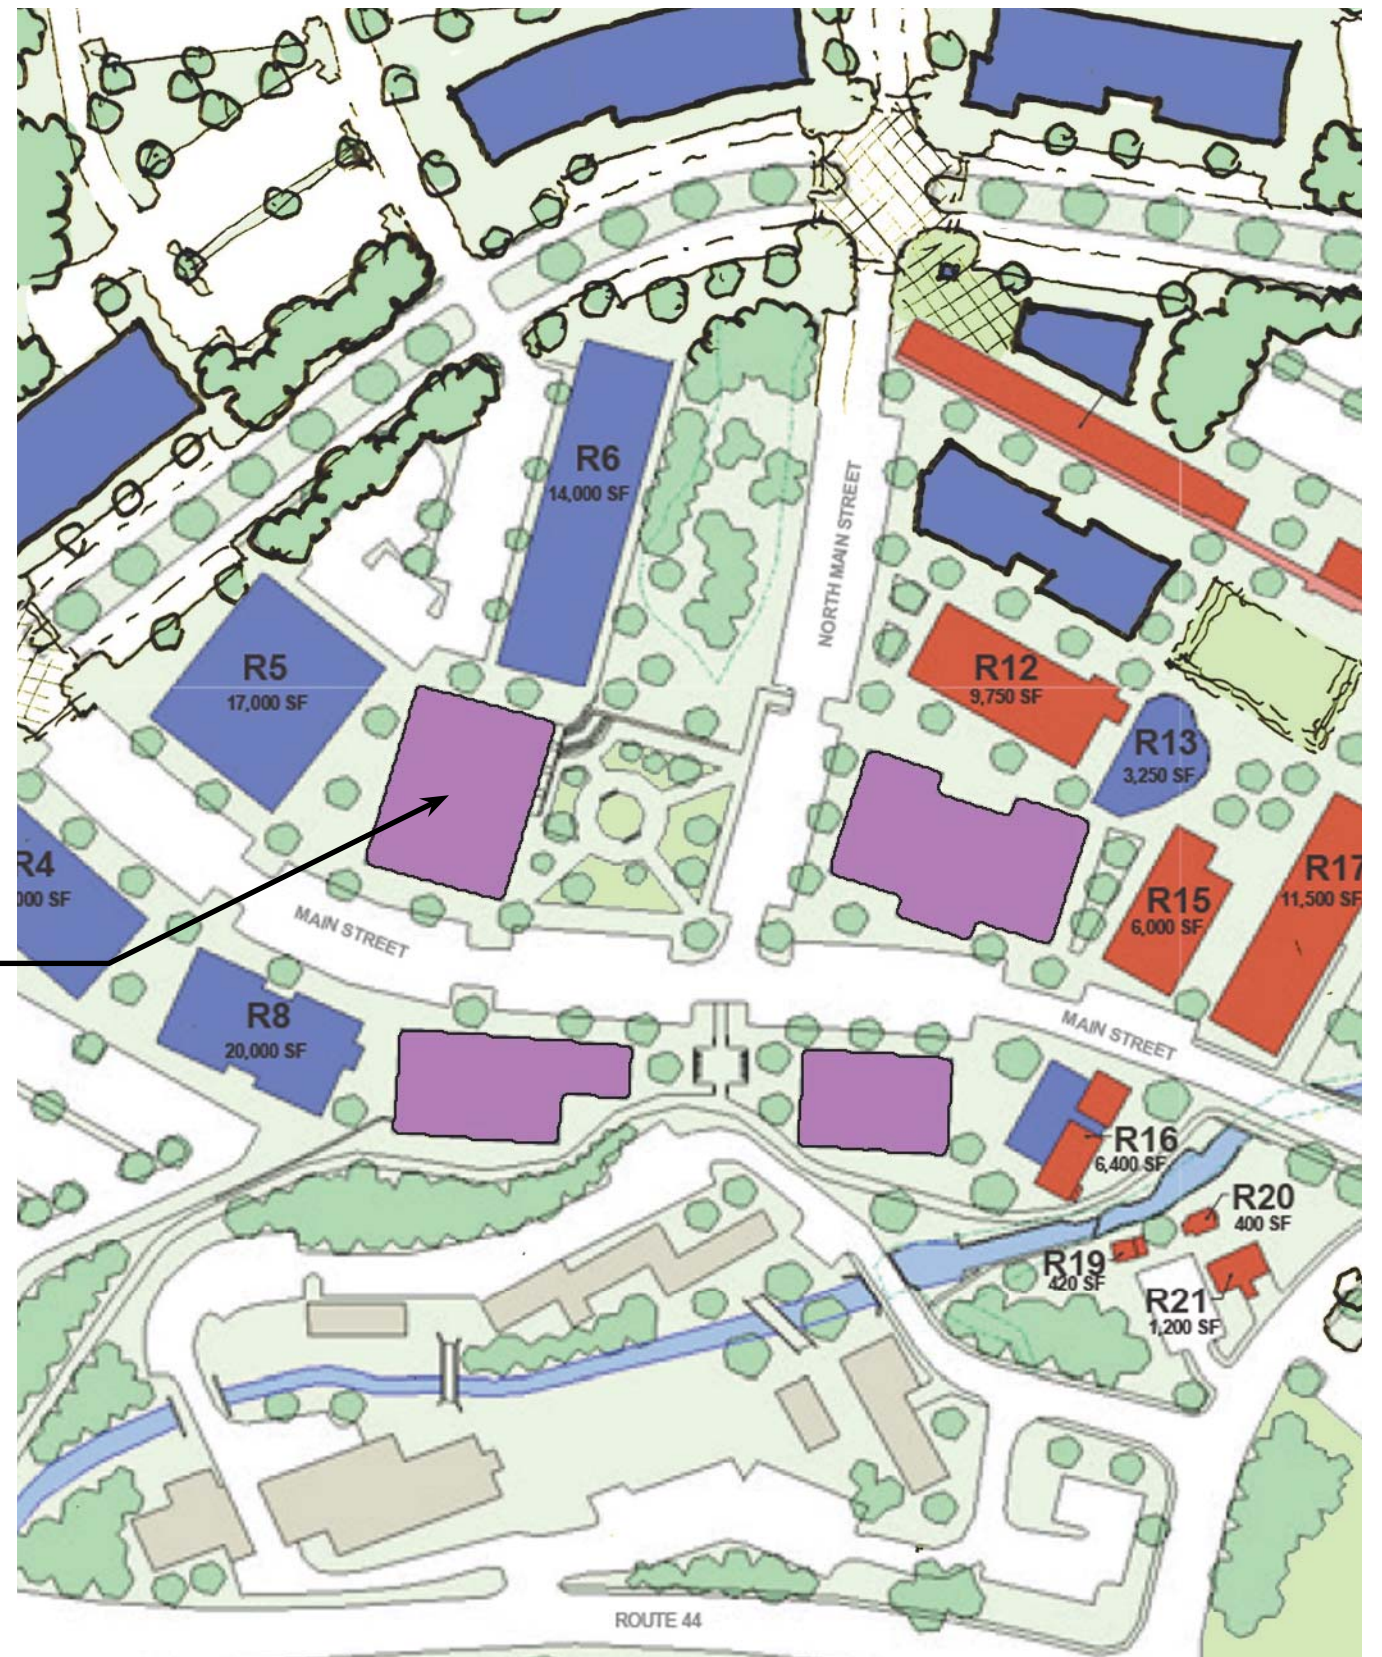 R6
14,000 SF
NORTH MAIN STREET
R5
17,000 SF
R12
9,750 SF
R13
3,250 SF
R4
000 SF
R17
11,500 SF
R15
6,000 SF
MAIN STREET
R8
20,000 SF
MAIN STREET
R16
6,400 SF
R20
400 SF
R19
420 SF
R21
1,200 SF
ROUTE 44